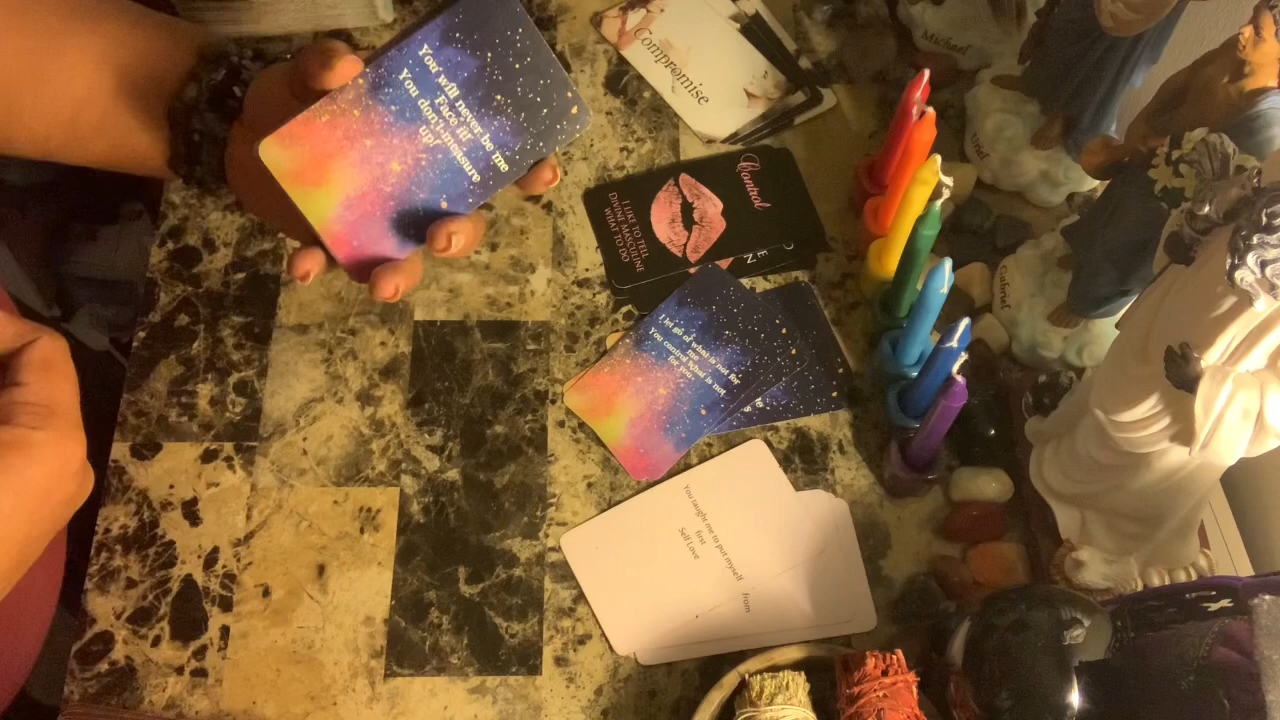 You will never be me
Face it!
You don't measure
up!
Compromise
Control
I LIKE TO TELL
DIVINE MASCULINE
WHAT TO DO
I let go of what is not for
me
You control what is not
for you
You taught me to put myself
first
Self Love
from
Michael
Uriel
Gabriel